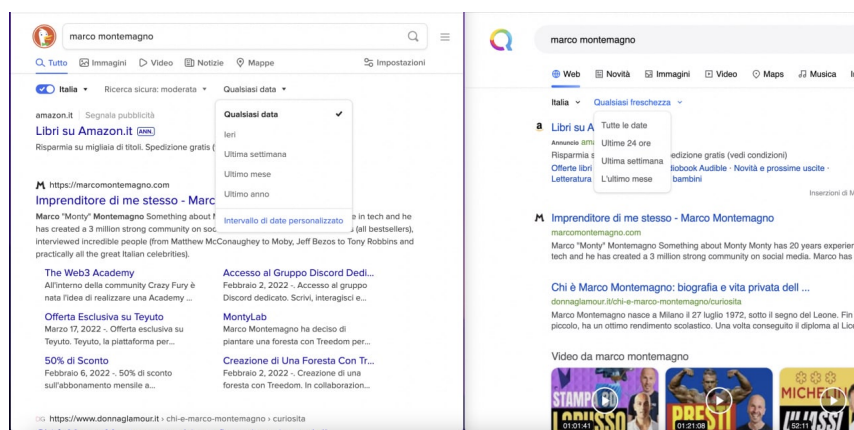 marco montemagno
Tutto Immagini Video Notizie Mappe Impostazioni
Italia Ricerca sicura: moderata Qualsiasi data
Qualsiasi data
Ieri
Ultima settimana
Ultimo mese
Ultimo anno
Intervallo di date personalizzato
amazon.it Segnala pubblicità
Libri su Amazon.it ANN.
Risparmia su migliaia di titoli. Spedizione gratis (
https://marcomontemagno.com
Imprenditore di me stesso - Marc
Marco "Monty" Montemagno Something about M e in tech and he
has created a 3 million strong community on soc (all bestsellers),
interviewed incredible people (from Matthew McConaughey to Moby, Jeff Bezos to Tony Robbins and
practically all the great Italian celebrities).
The Web3 Academy
All'interno della community Crazy Fury è
nata l'idea di realizzare una Academy ...
Accesso al Gruppo Discord Dedi...
Febbraio 2, 2022 -. Accesso al gruppo
Discord dedicato. Scrivi, interagisci e...
Offerta Esclusiva su Teyuto
Marzo 17, 2022 -. Offerta esclusiva su
Teyuto. Teyuto, la piattaforma per...
MontyLab
Marco Montemagno ha deciso di
piantare una foresta con Treedom per...
50% di Sconto
Febbraio 6, 2022 -. 50% di sconto
sull'abbonamento mensile a...
Creazione di Una Foresta Con Tr...
Febbraio 2, 2022 -. Creazione di una
foresta con Treedom. In collaborazion...
https://www.donnaglamour.it › chi-e-marco-montemagno › curiosita
marco montemagno
Web Novità Immagini Video Maps Musica
Italia Qualsiasi freschezza
Tutte le date
Ultime 24 ore
Ultima settimana
L'ultimo mese
Libri su A
Annuncio am
Risparmia s edizione gratis (vedi condizioni)
Offerte libri diobook Audible · Novità e prossime uscite ·
Letteratura bambini
Inserzioni di M
Imprenditore di me stesso - Marco Montemagno
marcomontemagno.com
Marco "Monty" Montemagno Something about Monty Monty has 20 years experier
tech and he has created a 3 million strong community on social media. Marco has
Chi è Marco Montemagno: biografia e vita privata dell ...
donnaglamour.it/chi-e-marco-montemagno/curiosita
Marco Montemagno nasce a Milano il 27 luglio 1972, sotto il segno del Leone. Fin
piccolo, ha un ottimo rendimento scolastico. Una volta conseguito il diploma al Lic
Video da marco montemagno
01:01:41
01:21:08
MICHELIN
52:11